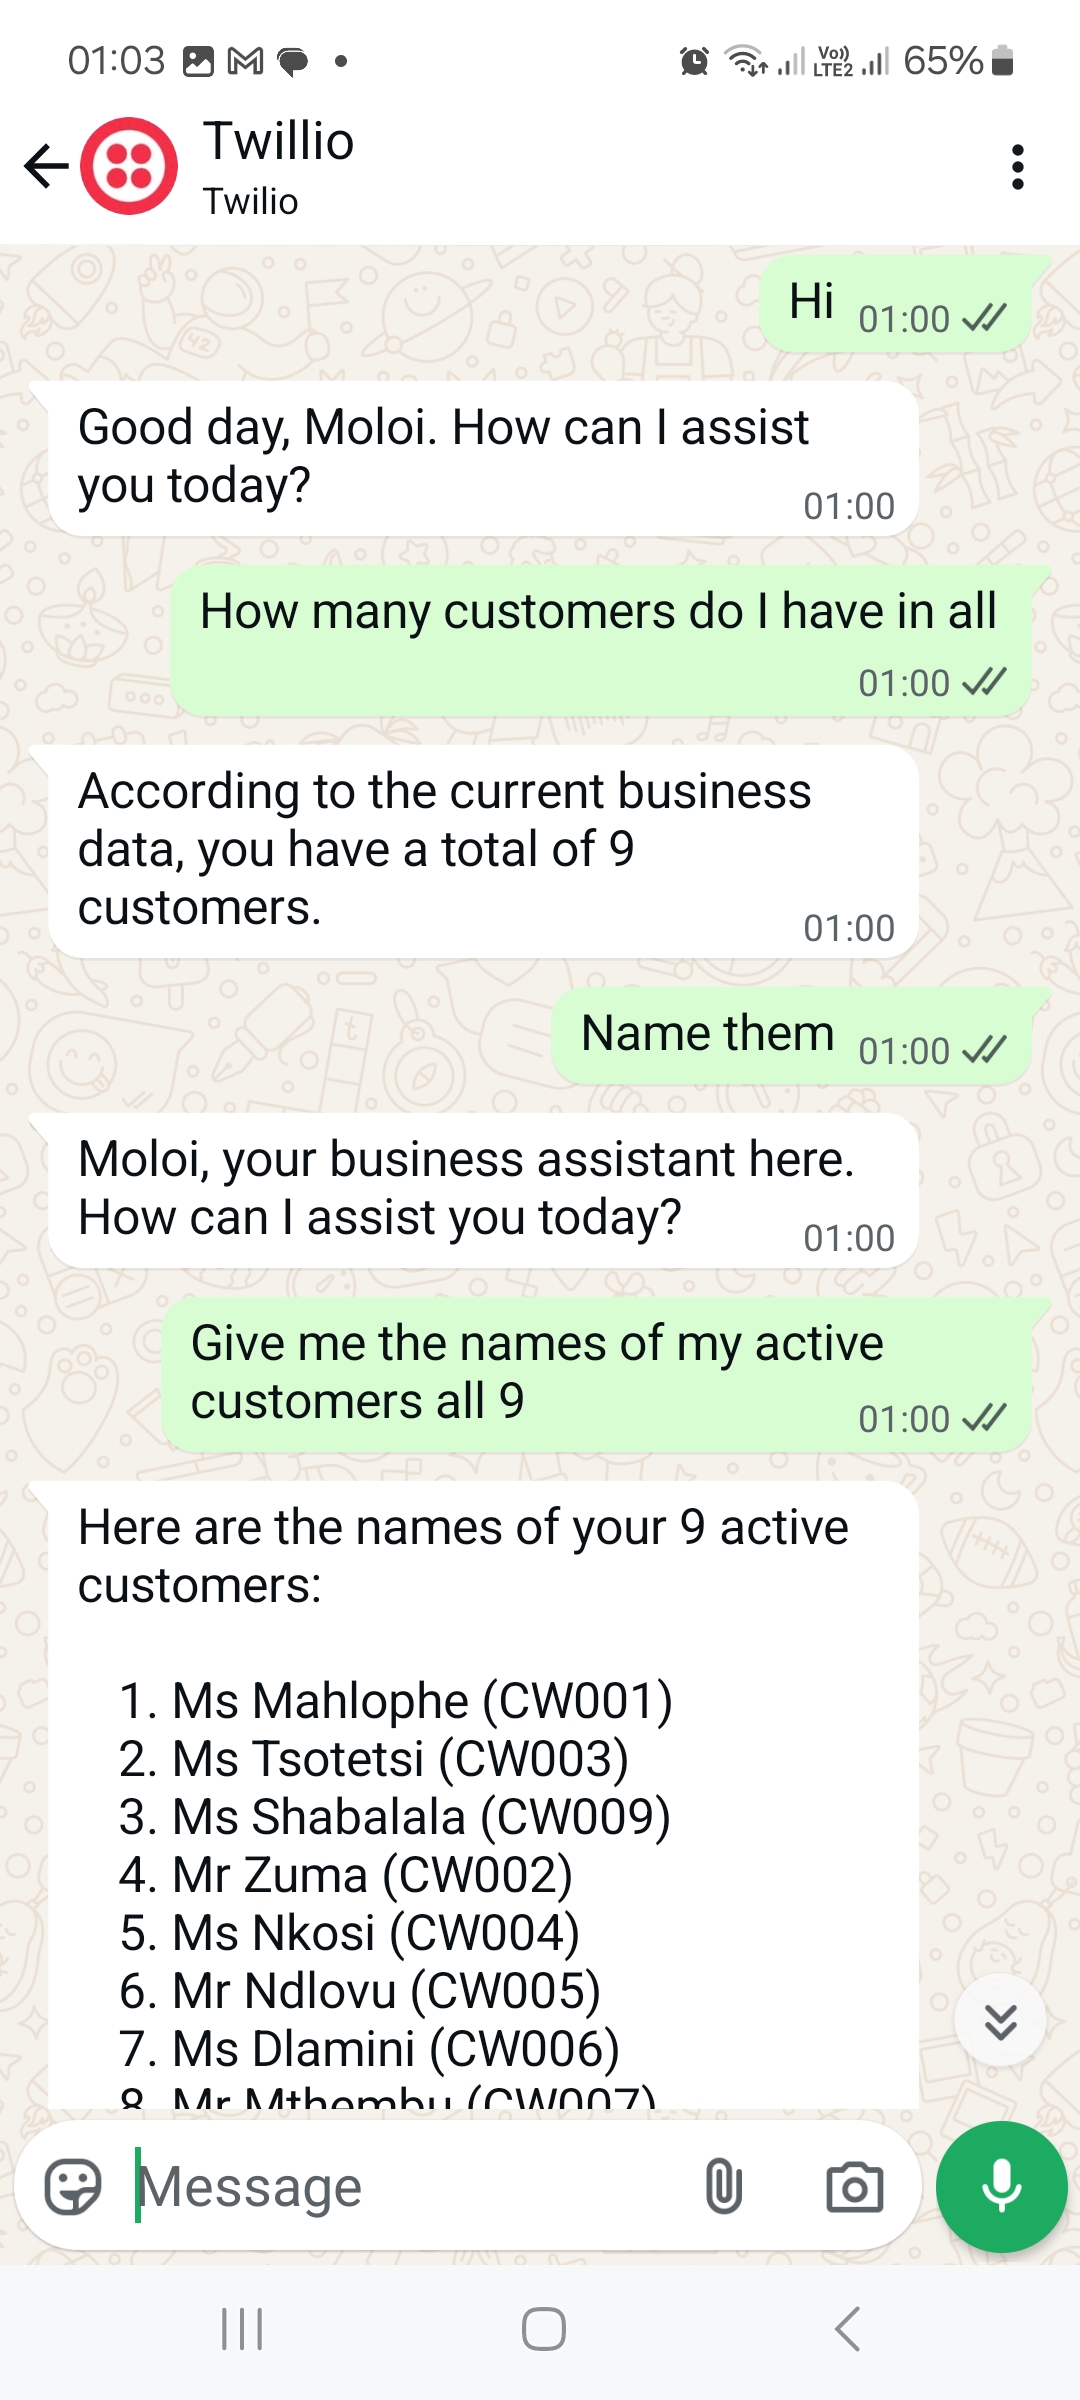 01:03
Vo))
LTE2
65%
Twillio
Twilio
Hi
01:00
Good day, Moloi. How can I assist
you today?
01:00
How many customers do I have in all
01:00
According to the current business
data, you have a total of 9
customers.
01:00
Name them
01:00
Moloi, your business assistant here.
How can I assist you today?
01:00
Give me the names of my active
customers all 9
01:00
Here are the names of your 9 active
customers:
1. Ms Mahlophe (CW001)
2. Ms Tsotetsi (CW003)
3. Ms Shabalala (CW009)
4. Mr Zuma (CW002)
5. Ms Nkosi (CW004)
6. Mr Ndlovu (CW005)
7. Ms Dlamini (CW006)
8. Mr Mthembu (CW007)
Message